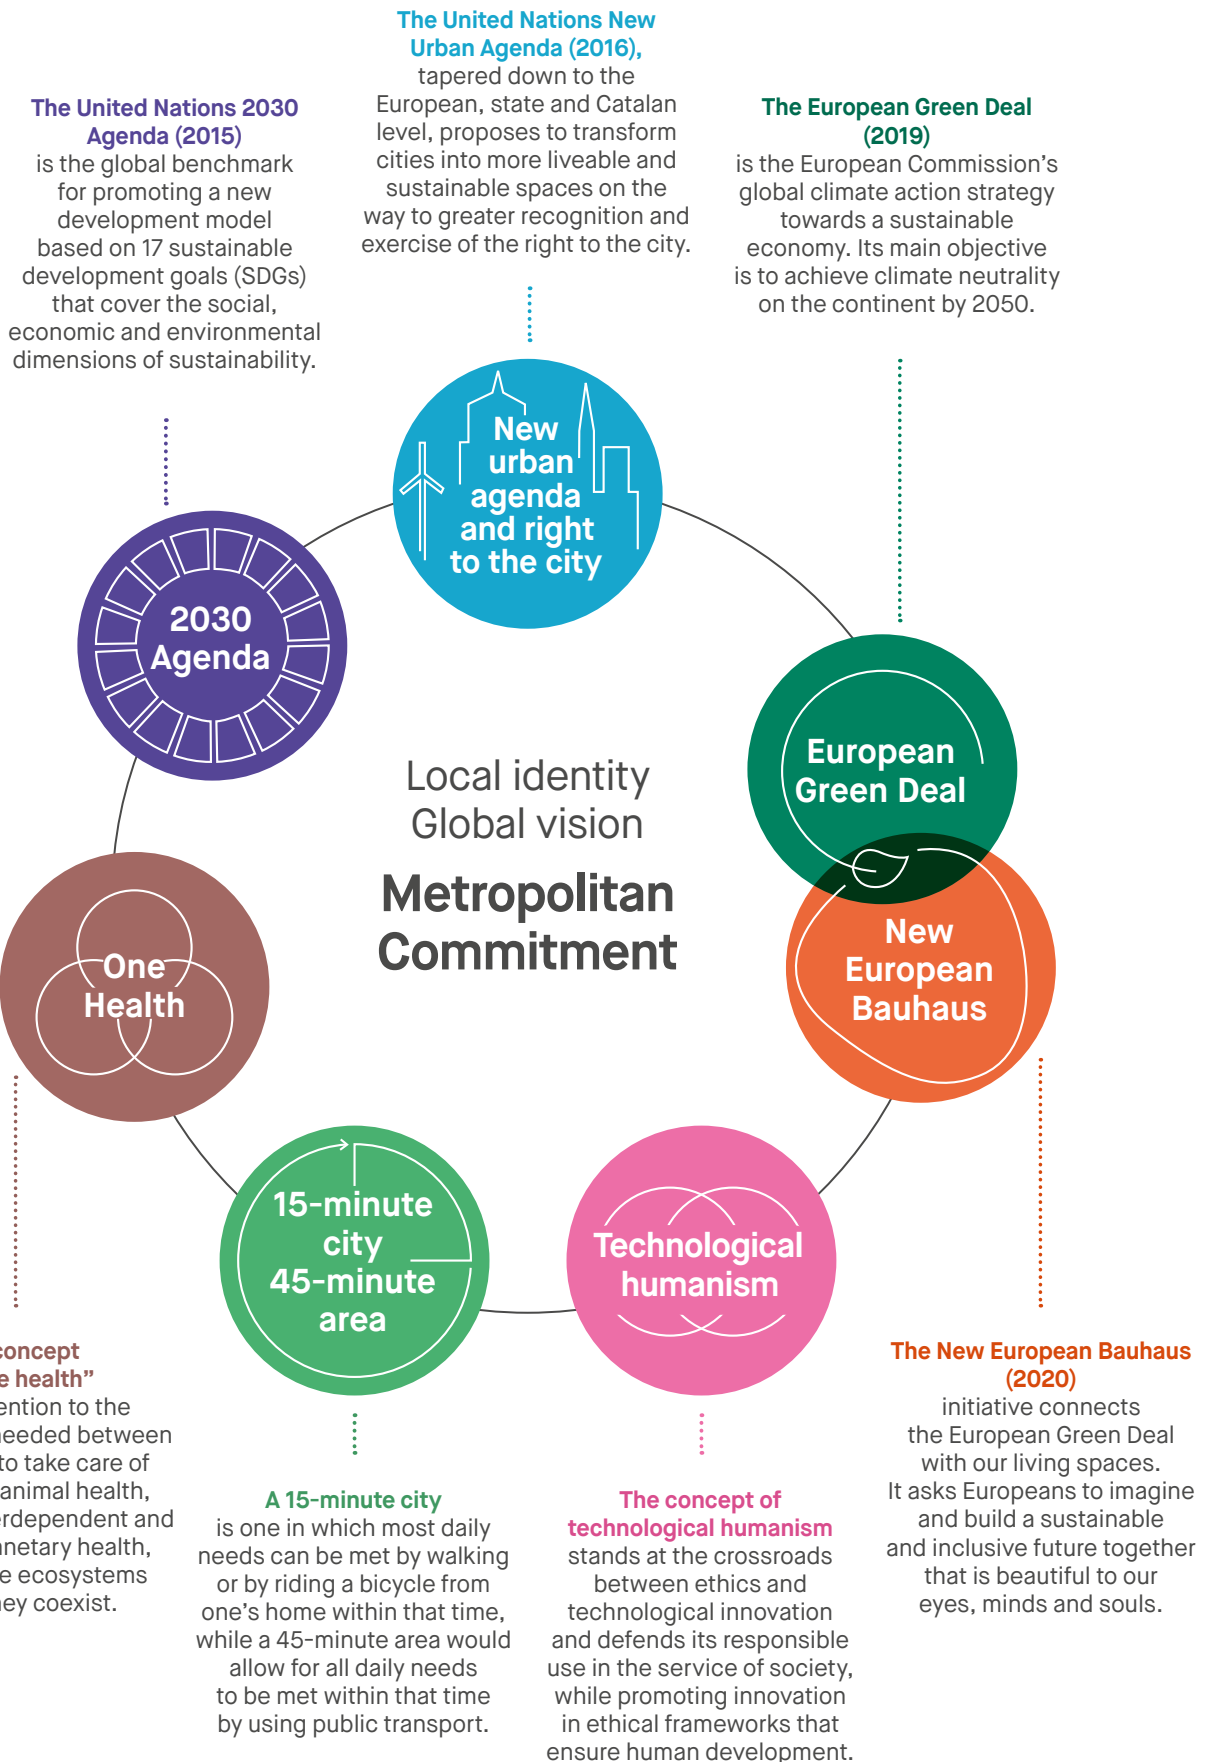 The United Nations New
Urban Agenda (2016),
tapered down to the
European, state and Catalan
level, proposes to transform
cities into more liveable and
sustainable spaces on the
way to greater recognition and
exercise of the right to the city.
The United Nations 2030
Agenda (2015)
is the global benchmark
for promoting a new
development model
based on 17 sustainable
development goals (SDGs)
that cover the social,
economic and environmental
dimensions of sustainability.
The European Green Deal
(2019)
is the European Commission's
global climate action strategy
towards a sustainable
economy. Its main objective
is to achieve climate neutrality
on the continent by 2050.
New
urban
agenda
and right
to the city
2030
Agenda
European
Green Deal
Local identity
Global vision
Metropolitan
Commitment
One
Health
New
European
Bauhaus
15-minute
city
45-minute
area
Technological
humanism
concept
health”
to the
needed between
to take care of
animal health,
and
health,
ecosystems
coexist.
A 15-minute city
is one in which most daily
needs can be met by walking
or by riding a bicycle from
one's home within that time,
while a 45-minute area would
allow for all daily needs
to be met within that time
by using public transport.
The concept of
technological humanism
stands at the crossroads
between ethics and
technological innovation
and defends its responsible
use in the service of society,
while promoting innovation
in ethical frameworks that
ensure human development.
The New European Bauhaus
(2020)
initiative connects
the European Green Deal
with our living spaces.
It asks Europeans to imagine
and build a sustainable
and inclusive future together
that is beautiful to our
eyes, minds and souls.